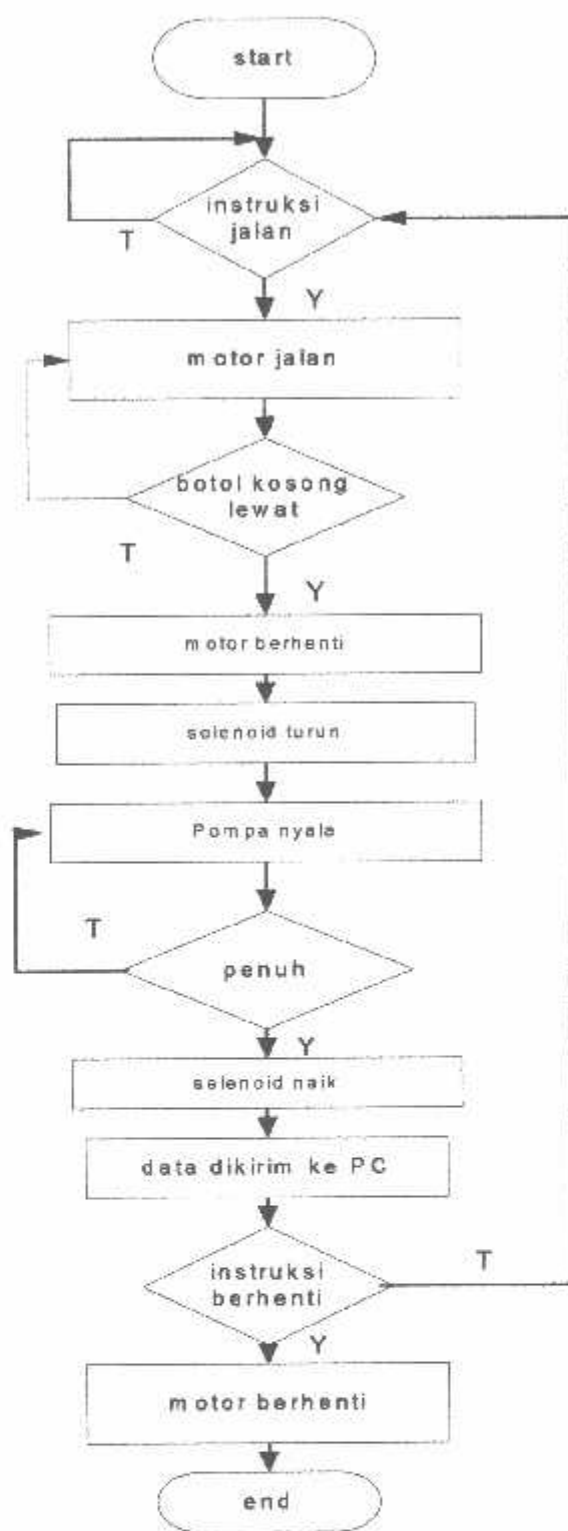 start
instruksi
jalan
T
Y
motor jalan
botol kosong
lewat
T
Y
motor berhenti
selenoid turun
Pompa nyala
T
penuh
Y
selenoid naik
data dikirim ke PC
instruksi
berhenti
T
Y
motor berhenti
end